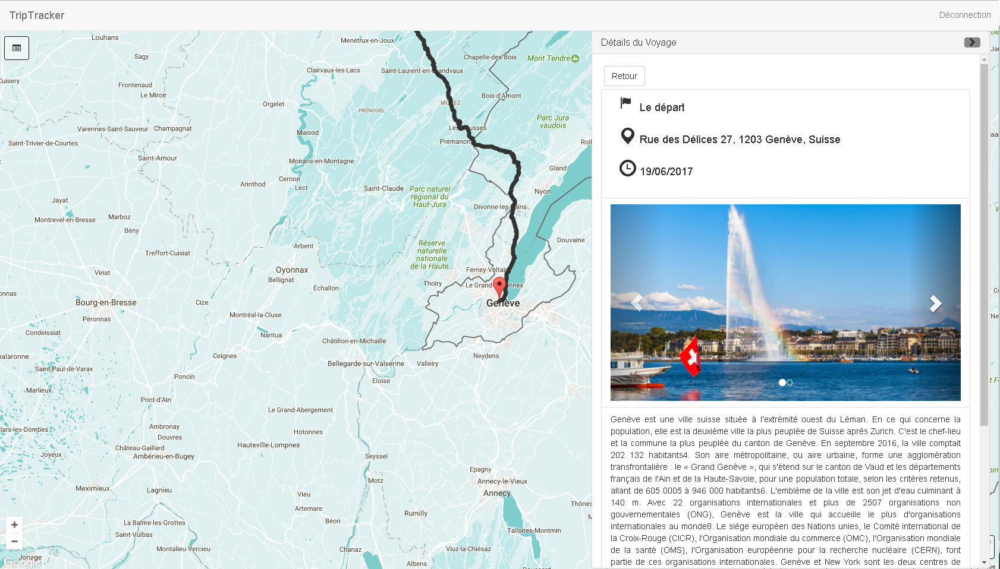 TripTracker
Déconnection
Détails du Voyage
Retour
Le départ
Rue des Délices 27, 1203 Genève, Suisse
19/06/2017
Genève est une ville suisse située à l'extrémité ouest du Léman. En ce qui concerne la
population, elle est la deuxième ville la plus peuplée de Suisse après Zurich. C'est le chef-lieu
et la commune la plus peuplée du canton de Genève. En septembre 2016, la ville comptait
202 132 habitants4. Son aire métropolitaine, ou aire urbaine, forme une agglomération
transfrontalière : le « Grand Genève », qui s'étend sur le canton de Vaud et les départements
français de l'Ain et de la Haute-Savoie, pour une population totale, selon les critères retenus,
allant de 605 0005 à 946 000 habitants6. L'emblème de la ville est son jet d'eau culminant à
140 m. Avec 22 organisations internationales et plus de 2507 organisations non
gouvernementales (ONG), Genève est la ville qui accueille le plus d'organisations
internationales au monde8. Le siège européen des Nations unies, le Comité international de
la Croix-Rouge (CICR), l'Organisation mondiale du commerce (OMC), l'Organisation mondiale
de la santé (OMS), l'Organisation européenne pour la recherche nucléaire (CERN), font
partie de ces organisations internationales. Genève et New York sont les deux centres de
Louhans
Menétrux-en-Joux
Sagy
Chapelle-des-Bois
Mont Tendre
Clairvaux-les-Lacs
Saint-Laurent-en-Grandvaux
Cuisery
Frontenaud
Le Miroir
Bois-d'Amont
Orgelet
PRÉNOVEL
MOREZ
Parc Jura
vaudois
Varennes-Saint-Sauveur
Champagnat
Les Rousses
Maisod
Prémanon
Roll
Saint-Trivier-de-Courtes
Saint-Amour
Moirans-en-Montagne
Gland
Cernon
Arinthod
Lect
Saint-Claude
Parc naturel
régional du
Haut-Jura
Nyon
Jayat
Divonne-les-Bains
Marboz
Montrevel-en-Bresse
Bény
Douvaine
Arbent
Réserve
naturelle
nationale
de la Haute...
Treffort-Cuisiat
Oyonnax
Ferney-Voltair
Viriat
Bellignat
Thoiry
Le Grand-Saconnex
Échallon
Bourg-en-Bresse
Cize
Genève
Montréal-la-Cluse
Péronnas
Condeissiat
Nantua
Châtillon-en-Michaille
Ceignes
Neydens
Bellegarde-sur-Valserine
Valleiry
Saint-Paul-de-Varax
Poncin
Eloise
Marlieux
Pont-d'Ain
Le Grand-Abergement
Ambronay
Hotonnes
Douvres
Château-Gaillard
Hauteville-Lompnes
Joyeux
Ambérieu-en-Bugey
Seyssel
Epagny
Motz
Annecy-le-Vieux
Meximieux
Lagnieu
Vieu
Annecy
Artemare
Thônes
Rumilly
La Balme-les-Grottes
Béon
Talloires-Montmin
Saint-Vulbas
Montalieu-Vercieu
Chanaz
Viuz-la-Chiésaz
Rhône
Jonage
Albens
Google